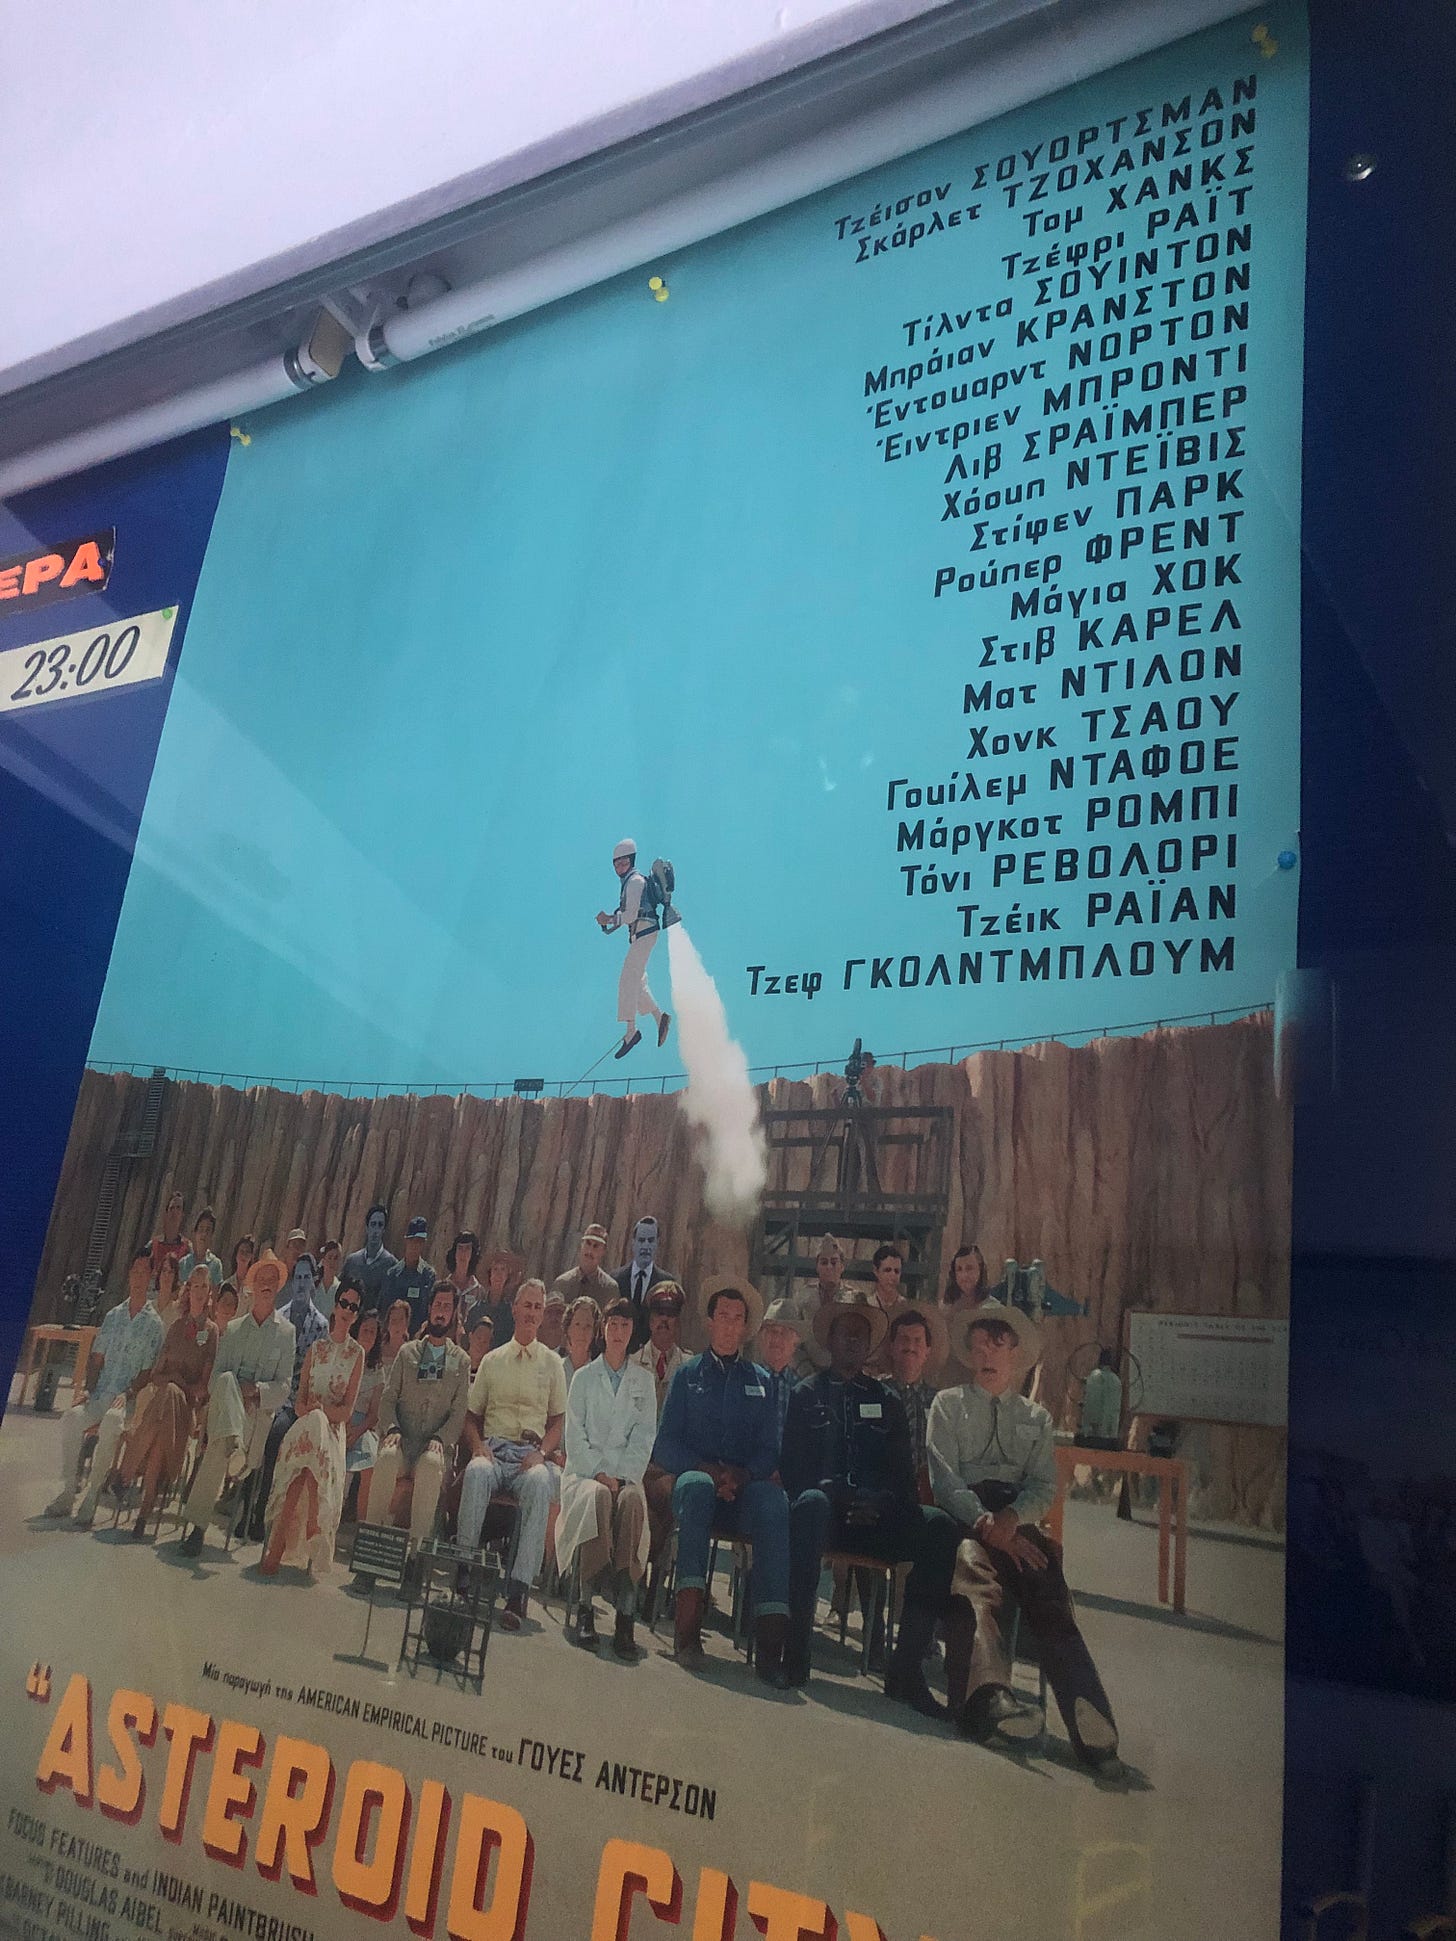 Τζέισον ΣΟΥΟΡΤΣΜΑΝ
Σκάρλετ ΤΖΟΧΑΝΣΟΝ
Τομ ΧΑΝΚΣ
Τζέφρι ΡΑΪΤ
Τίλντα ΣΟΥΙΝΤΟΝ
Μπράιαν ΚΡΑΝΣΤΟΝ
Έντουαρντ ΝΟΡΤΟΝ
Έιντριεν ΜΠΡΟΝΤΙ
Λιβ ΣΡΑΪΜΠΕΡ
Χόουπ ΝΤΕΪΒΙΣ
Στίφεν ΠΑΡΚ
Ρούπερ ΦΡΕΝΤ
Μάγια ΧΟΚ
Στιβ ΚΑΡΕΛ
Ματ ΝΤΙΛΟΝ
Χονκ ΤΣΑΟΥ
Γουίλεμ ΝΤΑΦΟΕ
Μάργκοτ ΡΟΜΠΙ
Τόνι ΡΕΒΟΛΟΡΙ
Τζέικ ΡΑΪΑΝ
Τζεφ ΓΚΟΛΝΤΜΠΛΟΥΜ
ΕΡΑ
23:00
Μία παραγωγή της AMERICAN EMPIRICAL PICTURE του ΓΟΥΕΣ ΑΝΤΕΡΣΟΝ
"ASTEROID CITY
FOCUS FEATURES and INDIAN PAINTBRUSH
DOUGLAS AIBEL
BARNEY PILLING